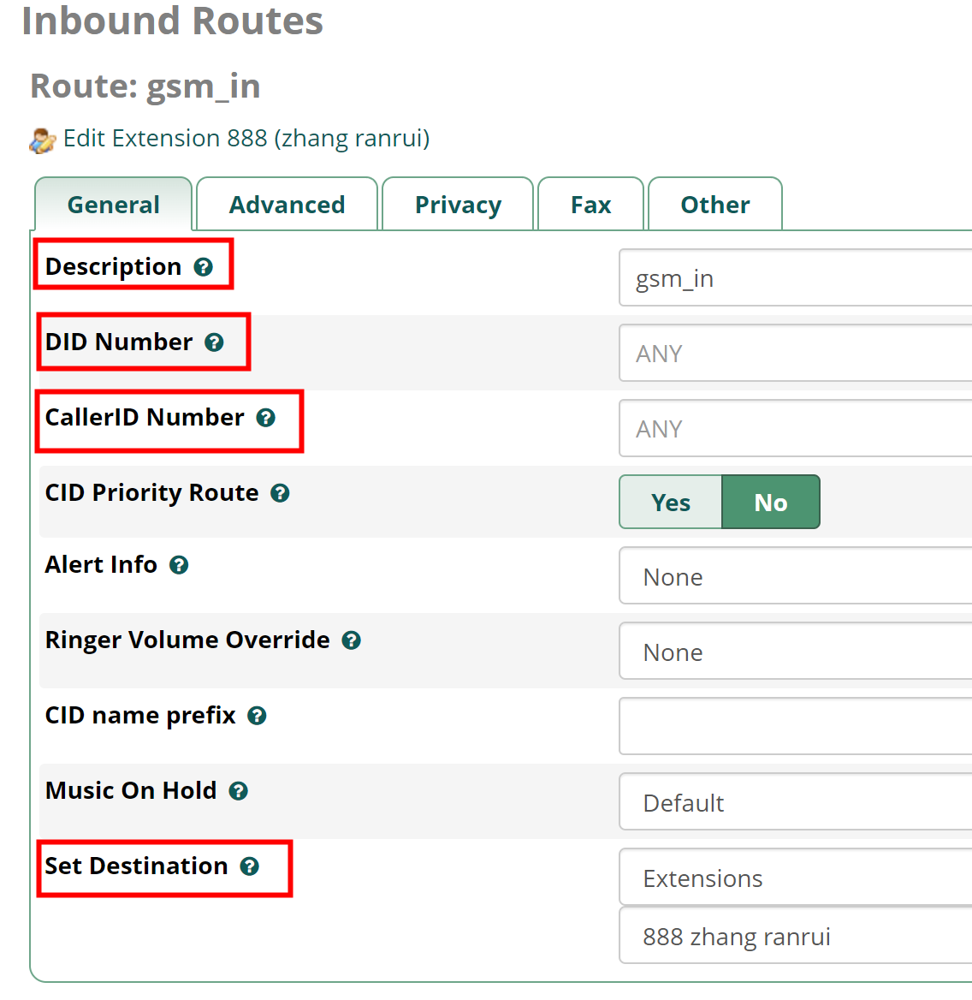 Inbound Routes
Route: gsm_in
Edit Extension 888 (zhang ranrui)
General Advanced Privacy Fax Other
Description ? gsm_in
DID Number ? ANY
CallerID Number ? ANY
CID Priority Route ? Yes No
Alert Info ? None
Ringer Volume Override ? None
CID name prefix ?
Music On Hold ? Default
Set Destination ? Extensions
888 zhang ranrui